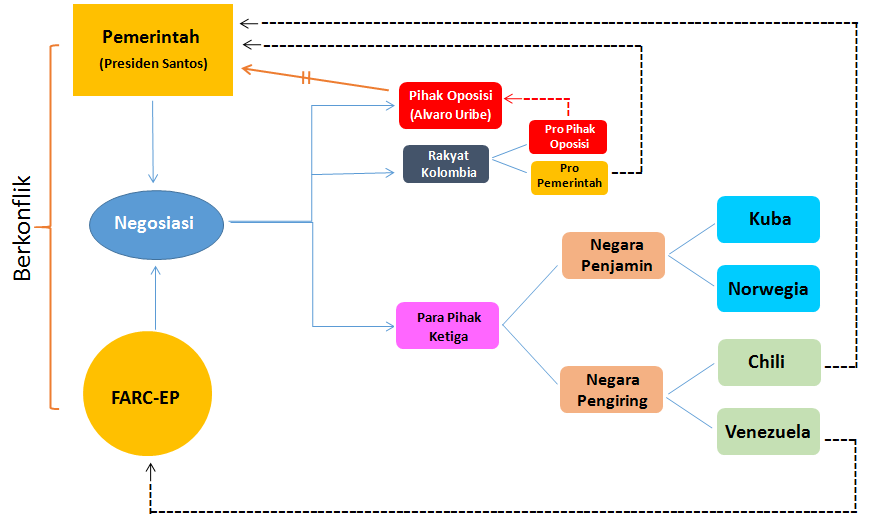 Pemerintah
(Presiden Santos)
Berkonflik
Negosiasi
FARC-EP
Pihak Oposisi
(Alvaro Uribe)
Rakyat
Kolombia
Pro Pihak
Oposisi
Pro
Pemerintah
Para Pihak
Ketiga
Negara
Penjamin
Kuba
Norwegia
Negara
Pengiring
Chili
Venezuela